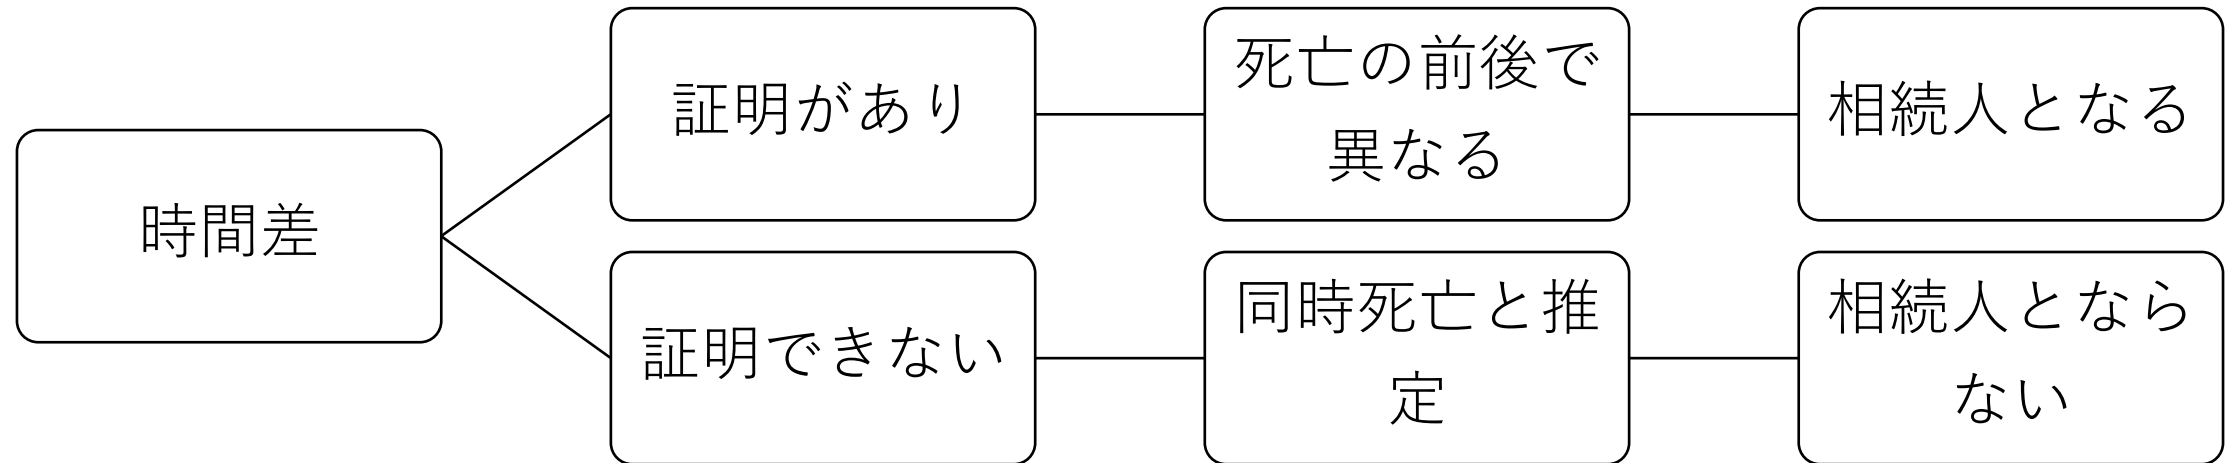 時間差
証明があり
死亡の前後で
異なる
相続人となる
証明できない
同時死亡と推
定
相続人となら
ない